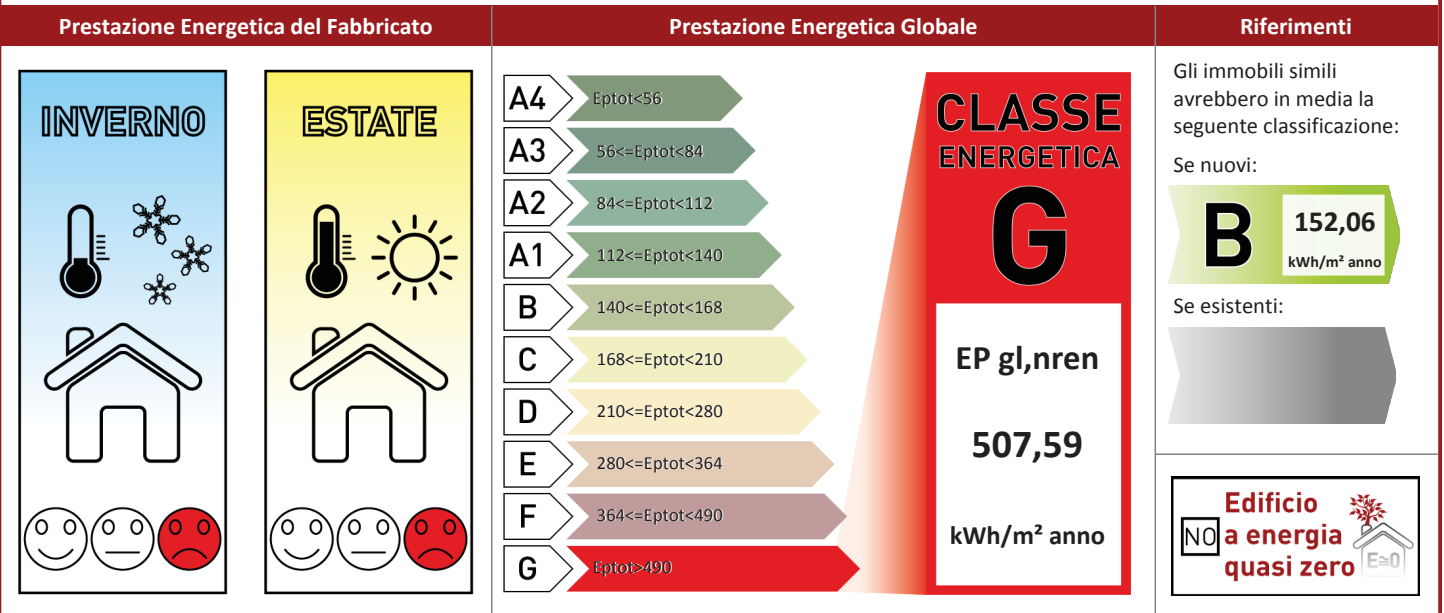 Prestazione Energetica del Fabbricato
Prestazione Energetica Globale
Riferimenti
INVERNO
ESTATE
A4 Eptot<56
A3 56<=Eptot<84
A2 84<=Eptot<112
A1 112<=Eptot<140
B 140<=Eptot<168
C 168<=Eptot<210
D 210<=Eptot<280
E 280<=Eptot<364
F 364<=Eptot<490
G Eptot>490
CLASSE
ENERGETICA
G
EP gl,nren
507,59
kWh/m² anno
Gli immobili simili
avrebbero in media la
seguente classificazione:
Se nuovi:
B 152,06
kWh/m² anno
Se esistenti:
Edificio
NO a energia
quasi zero E≃0